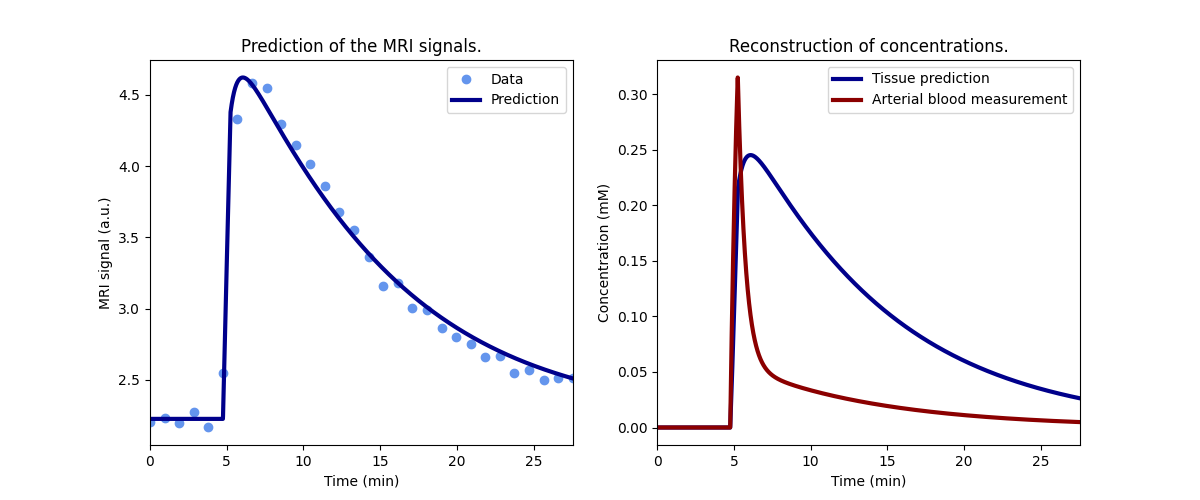 Prediction of the MRI signals.
Data
Prediction
MRI signal (a.u.)
4.5
4.0
3.5
3.0
2.5
0
5
10
15
20
25
Time (min)
Reconstruction of concentrations.
Tissue prediction
Arterial blood measurement
Concentration (mM)
0.30
0.25
0.20
0.15
0.10
0.05
0.00
0
5
10
15
20
25
Time (min)